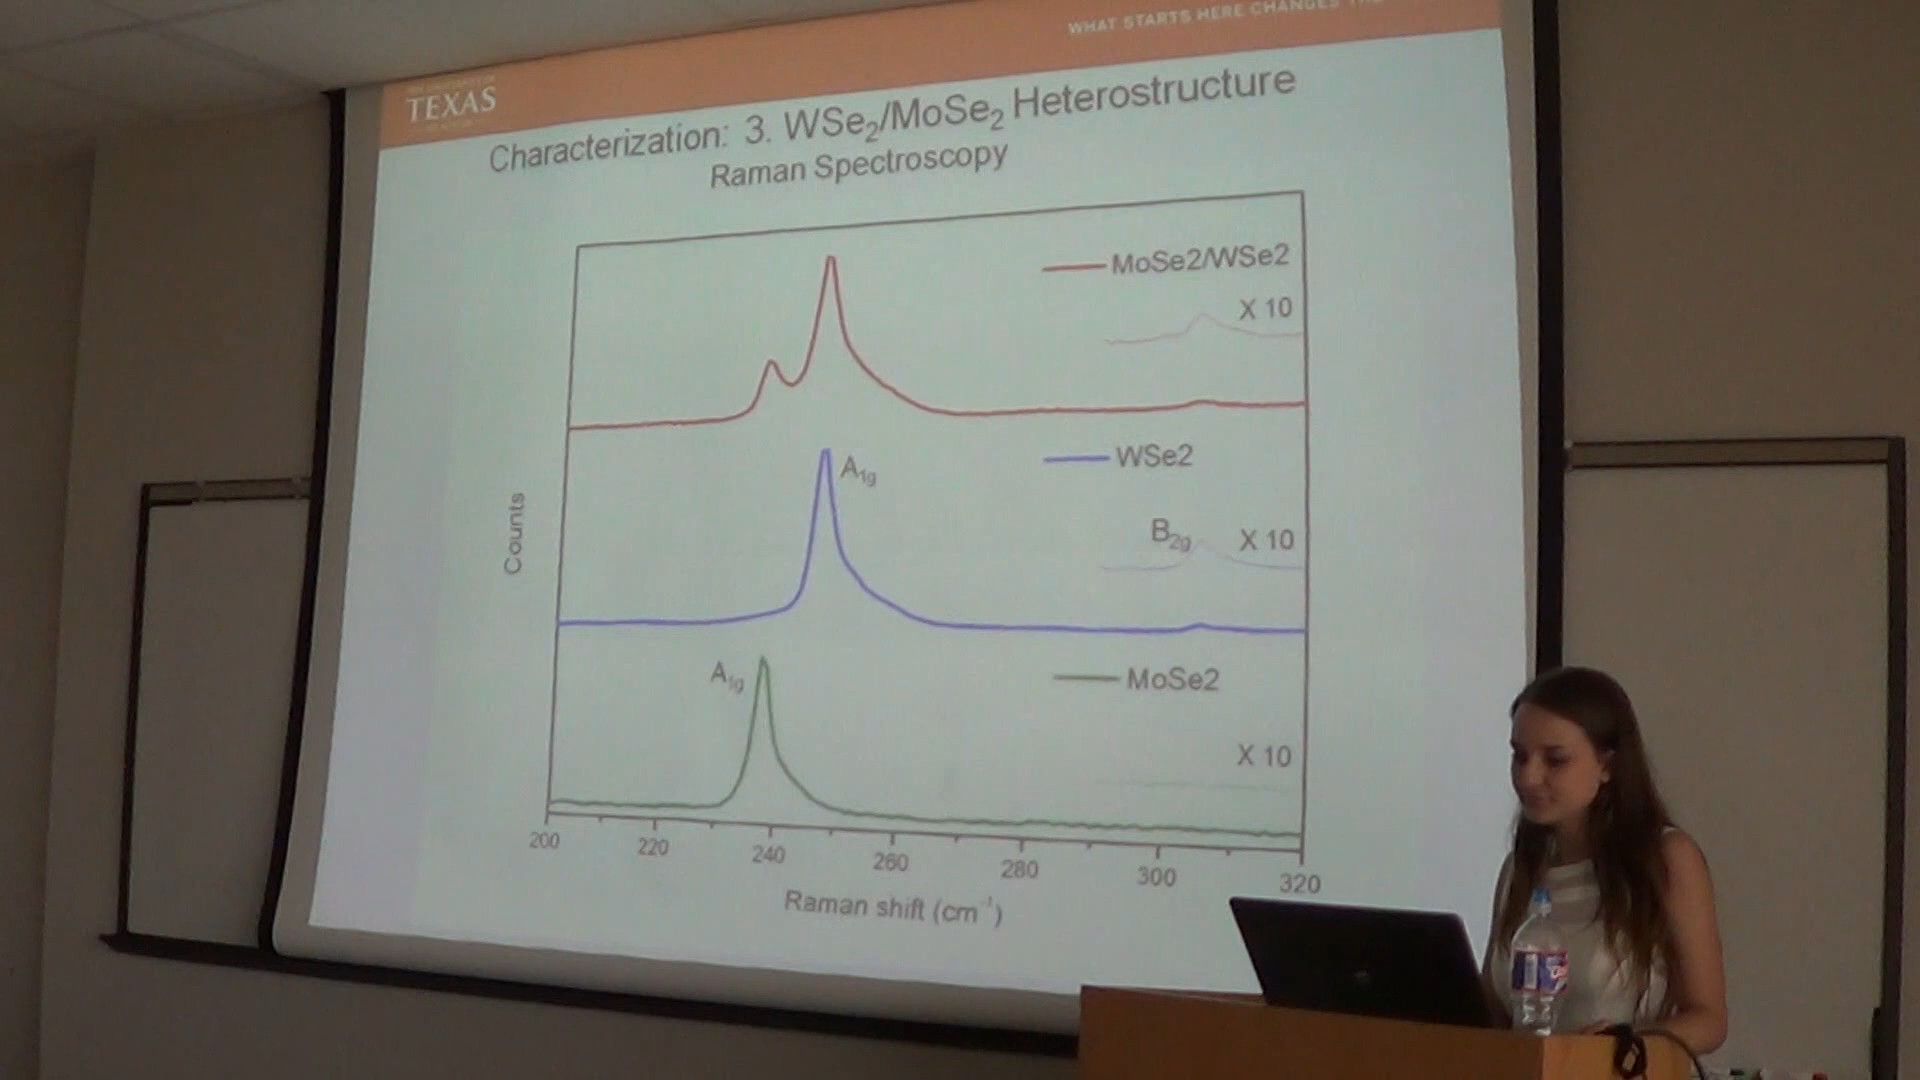 WHAT STARTS HERE CHANGES
TEXAS
Characterization: 3. WSe₂/MoSe₂ Heterostructure
Raman Spectroscopy
MoSe2/WSe2
X 10
A₁g
WSe2
B₂g X 10
Counts
A₁g
MoSe2
X 10
200 220 240 260 280 300 320
Raman shift (cm⁻¹)